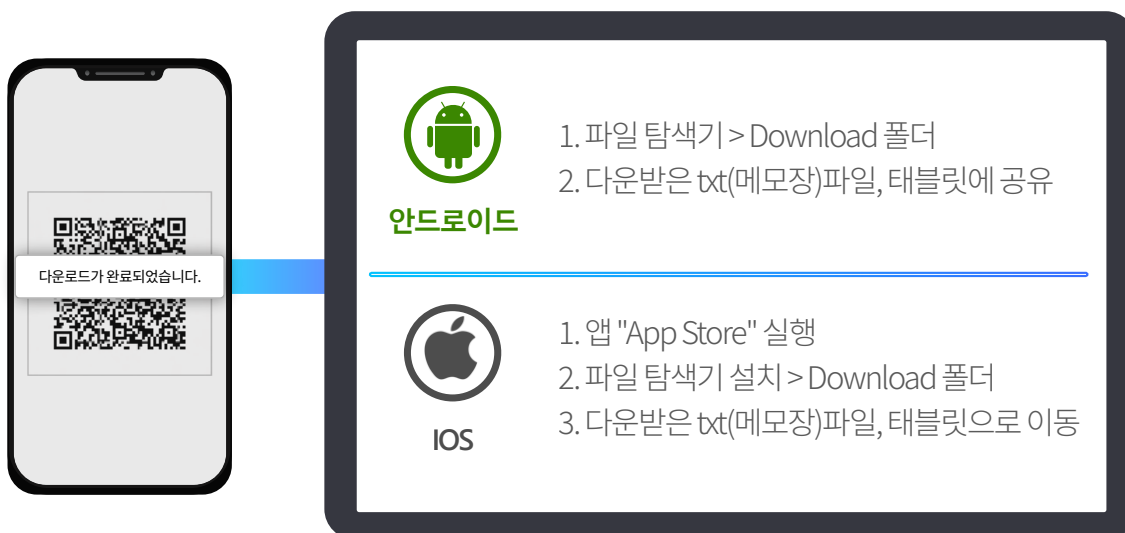 다운로드가 완료되었습니다.
안드로이드
1. 파일 탐색기 > Download 폴더
2. 다운받은 txt(메모장)파일, 태블릿에 공유
IOS
1. 앱 "App Store" 실행
2. 파일 탐색기 설치 > Download 폴더
3. 다운받은 txt(메모장)파일, 태블릿으로 이동